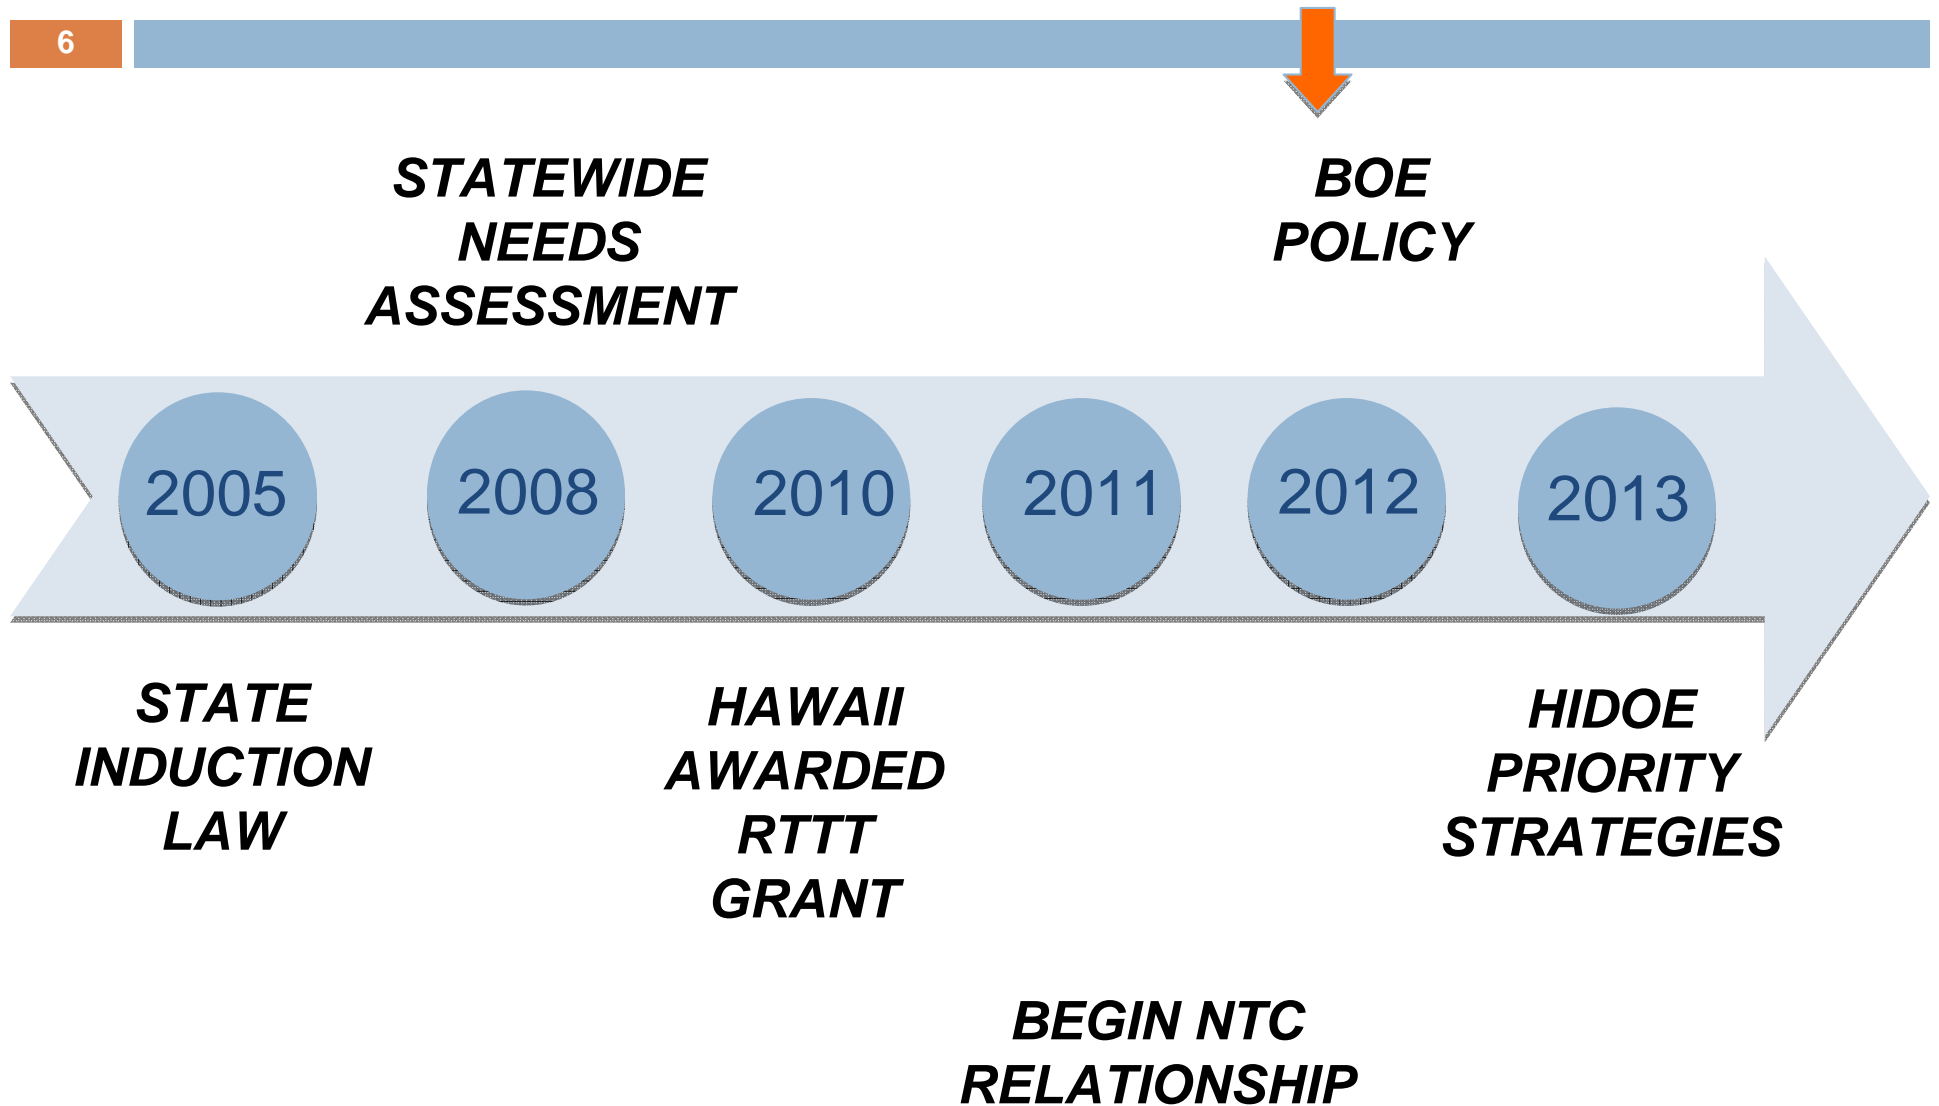 6
STATEWIDE
NEEDS
ASSESSMENT
BOE
POLICY
2005
2008
2010
2011
2012
2013
STATE
INDUCTION
LAW
HAWAII
AWARDED
RTTT
GRANT
HIDOE
PRIORITY
STRATEGIES
BEGIN NTC
RELATIONSHIP